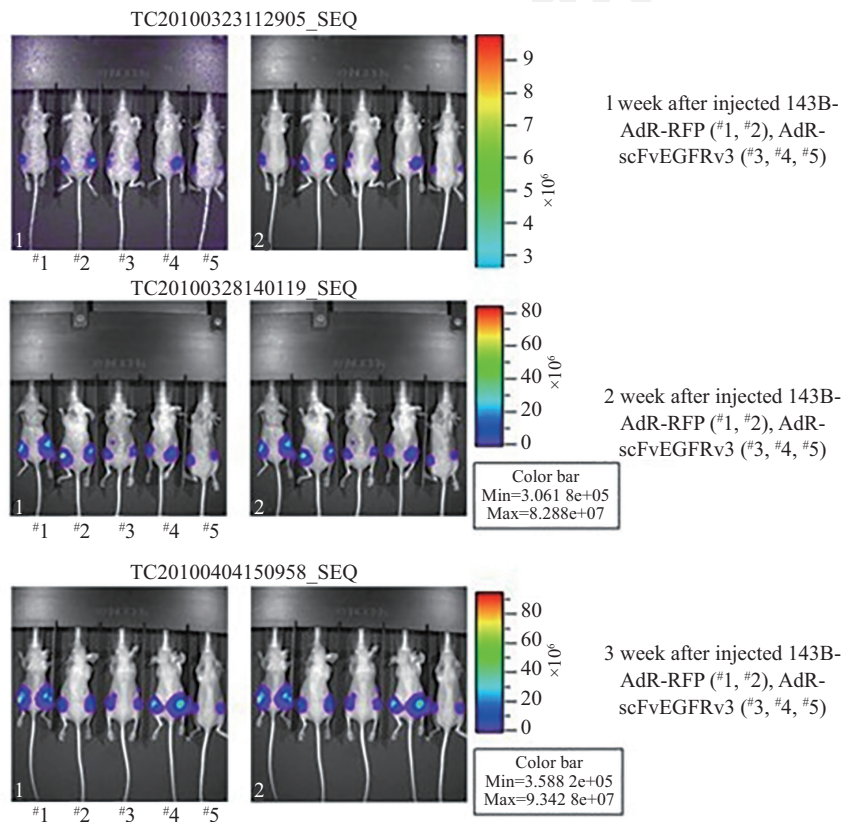 TC20100323112905_SEQ
1
2
#1 #2 #3 #4 #5
9
8
7
6
5
4
3
×10⁶
1 week after injected 143B-
AdR-RFP (#1, #2), AdR-
scFvEGFRv3 (#3, #4, #5)
TC20100328140119_SEQ
1
2
#1 #2 #3 #4 #5
80
60
40
20
0
×10⁶
Color bar
Min=3.061 8e+05
Max=8.288e+07
2 week after injected 143B-
AdR-RFP (#1, #2), AdR-
scFvEGFRv3 (#3, #4, #5)
TC20100404150958_SEQ
1
2
#1 #2 #3 #4 #5
80
60
40
20
0
×10⁶
Color bar
Min=3.588 2e+05
Max=9.342 8e+07
3 week after injected 143B-
AdR-RFP (#1, #2), AdR-
scFvEGFRv3 (#3, #4, #5)